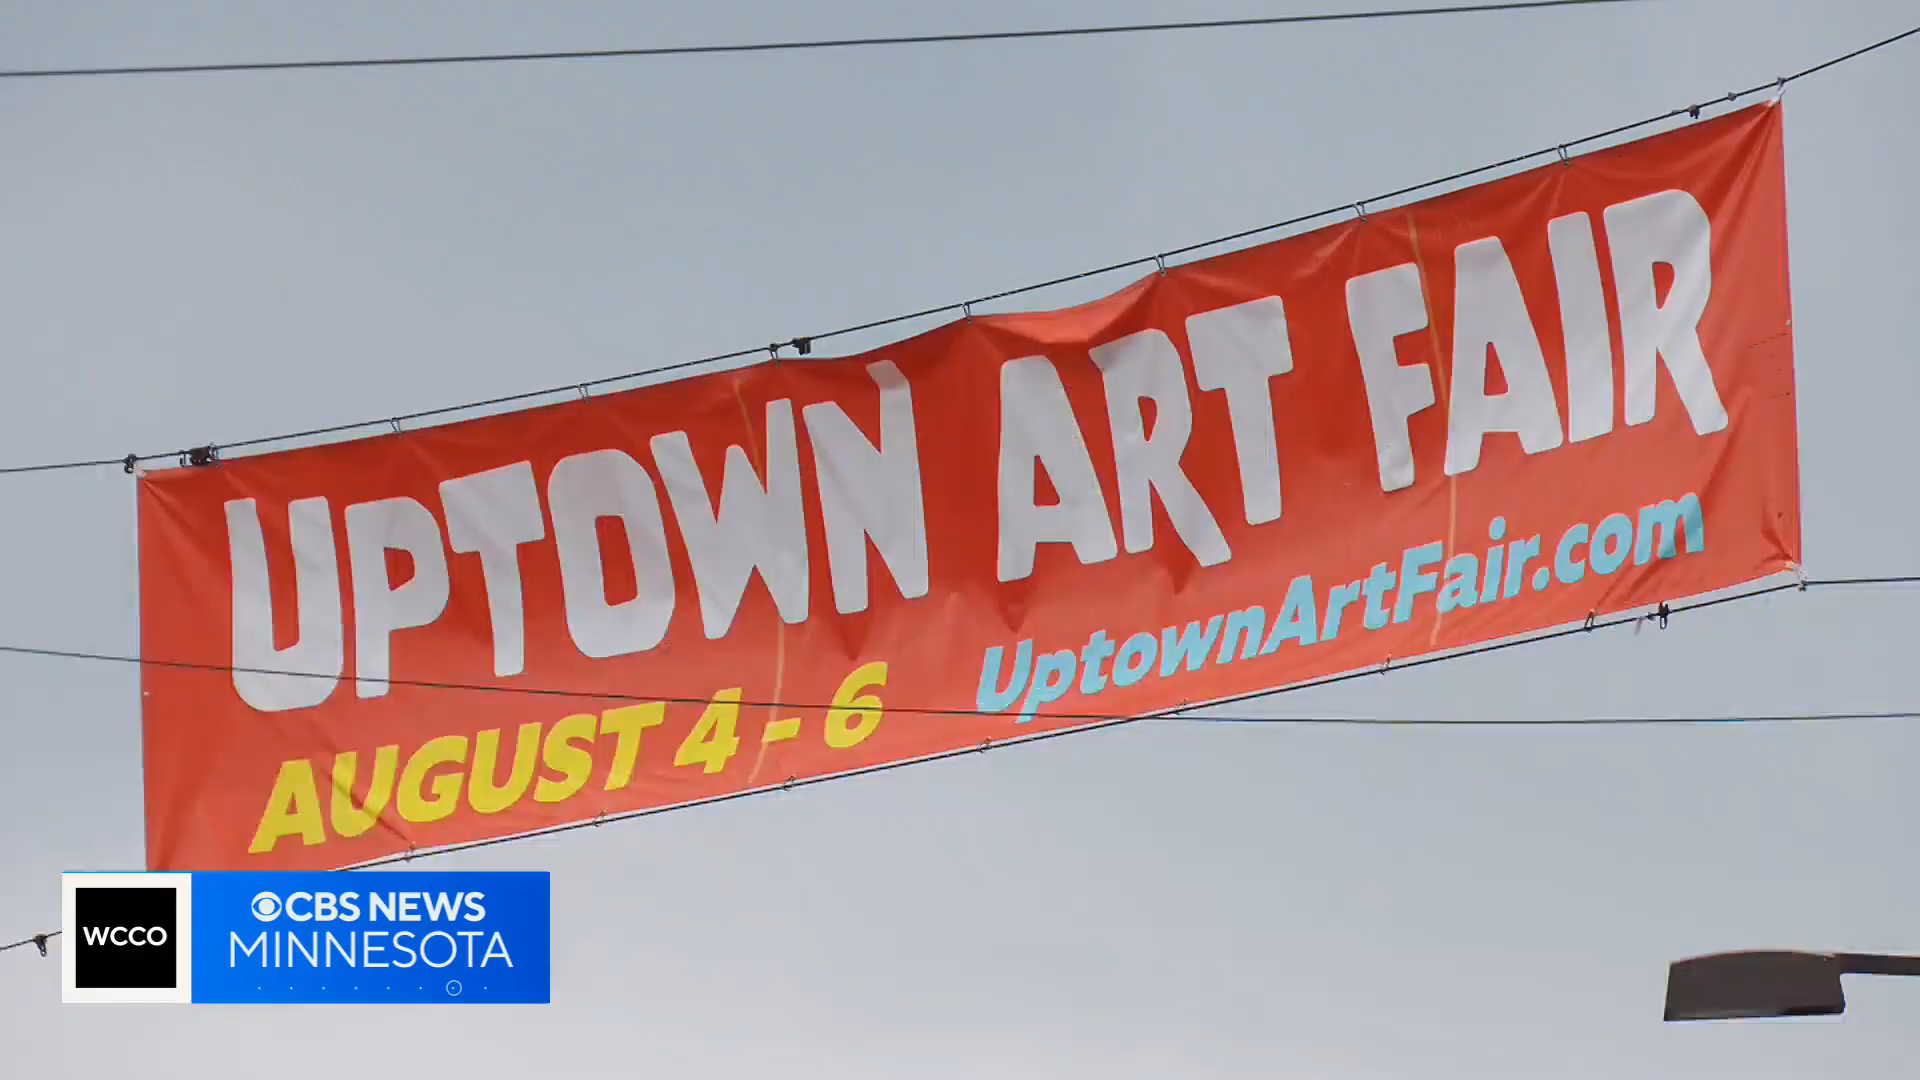 UPTOWN ART FAIR
AUGUST 4 - 6
UptownArtFair.com
WCCO
CBS NEWS
MINNESOTA